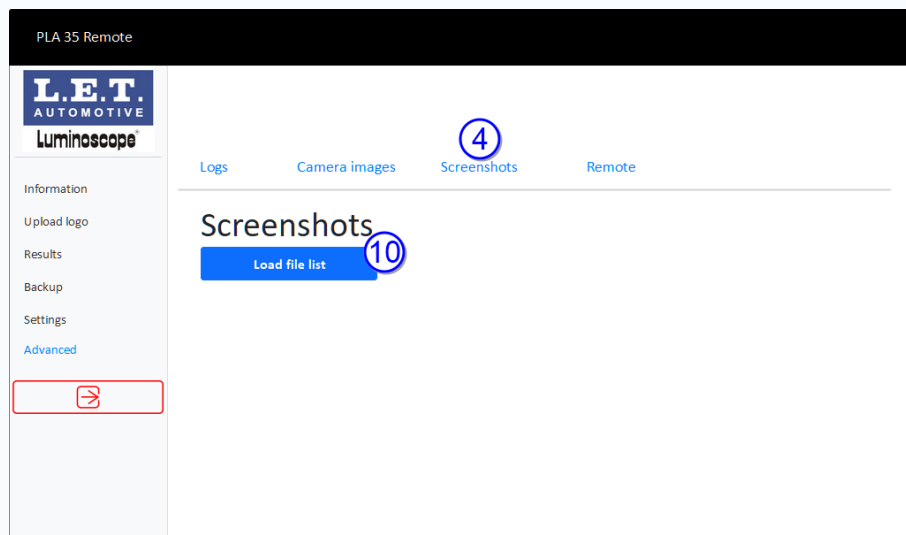 PLA 35 Remote
L.E.T.
AUTOMOTIVE
Luminoscope®
Information
Upload logo
Results
Backup
Settings
Advanced
4
Logs Camera images Screenshots Remote
Screenshots
10
Load file list